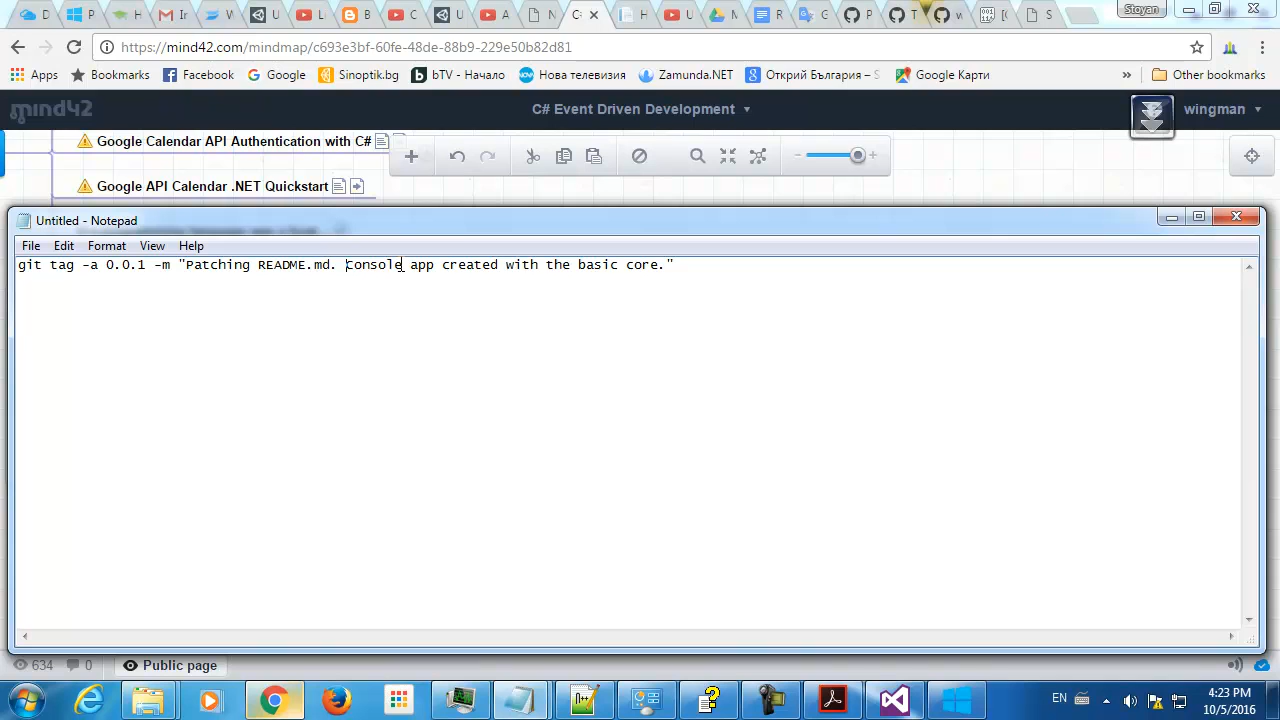 Stoyan
https://mind42.com/mindmap/c693e3bf-60fe-48de-88b9-229e50b82d81
Apps Bookmarks Facebook Google Sinoptik.bg bTV - Начало Нова телевизия Zamunda.NET Открий България – Google Карти » Other bookmarks
mind42 C# Event Driven Development wingman
Google Calendar API Authentication with C#
Google API Calendar .NET Quickstart
Untitled - Notepad
File Edit Format View Help
git tag -a 0.0.1 -m "Patching README.md. Console app created with the basic core."
634 0 Public page
EN 4:23 PM
10/5/2016